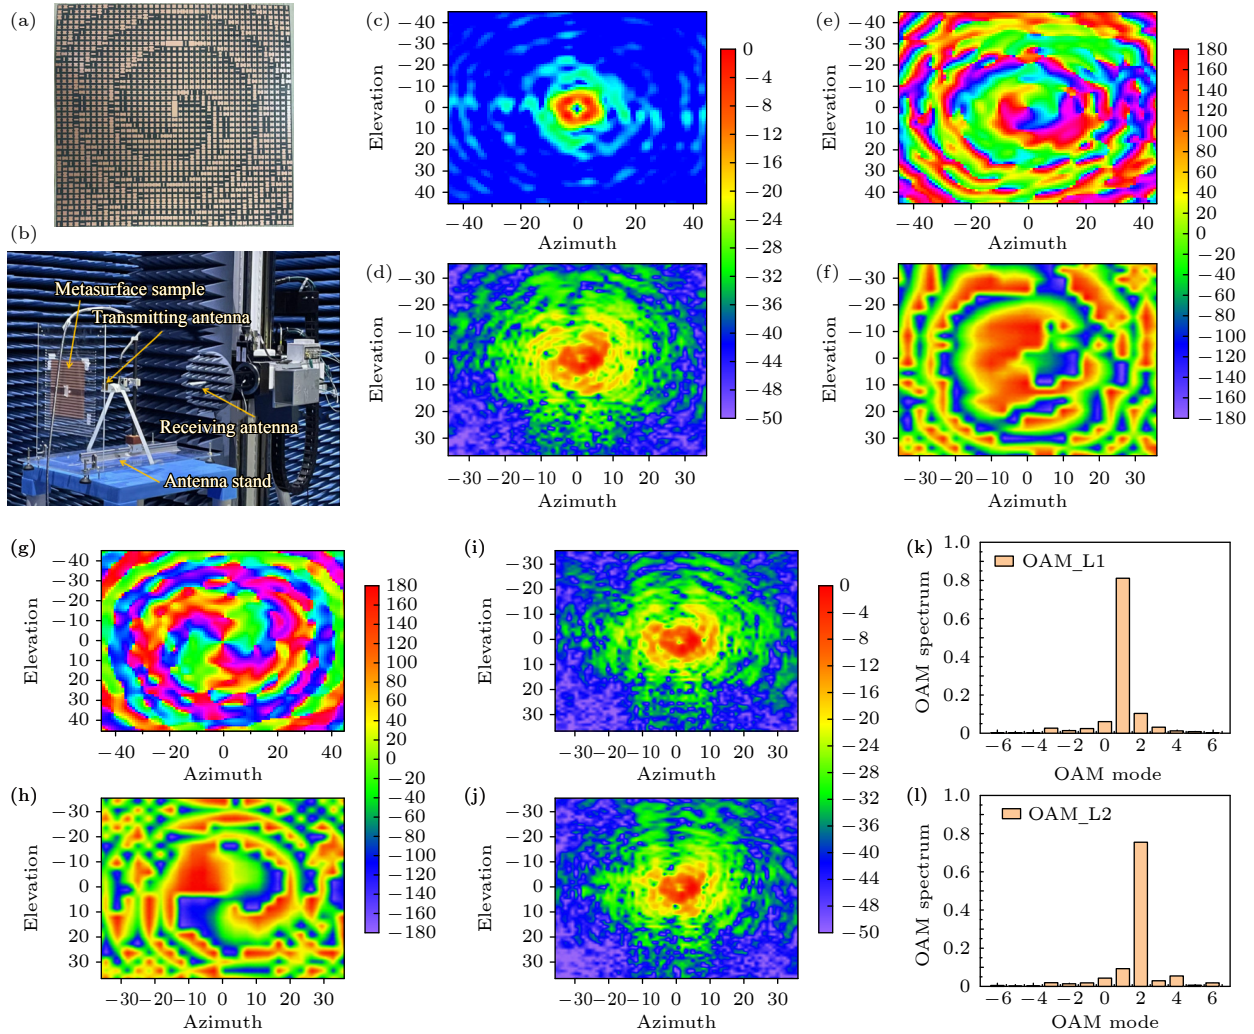 (a)
(b)
Metasurface sample
Transmitting antenna
Receiving antenna
Antenna stand
(c)
Elevation
−40
−30
−20
−10
0
10
20
30
40
−40 −20 0 20 40
Azimuth
0
−4
−8
−12
−16
−20
−24
−28
−32
−36
−42
−44
−48
−50
(d)
Elevation
−30
−20
−10
0
10
20
30
−30 −20 −10 0 10 20 30
Azimuth
(e)
Elevation
−40
−30
−20
−10
0
10
20
30
40
−40 −20 0 20 40
Azimuth
180
160
140
120
100
80
60
40
20
0
−20
−40
−60
−80
−100
−120
−140
−160
−180
(f)
Elevation
−30
−20
−10
0
10
20
30
−30 −20 −10 0 10 20 30
Azimuth
(g)
Elevation
−40
−30
−20
−10
0
10
20
30
40
−40 −20 0 20 40
Azimuth
180
160
140
120
100
80
60
40
20
0
−20
−40
−60
−80
−100
−120
−140
−160
−180
(h)
Elevation
−30
−20
−10
0
10
20
30
−30 −20 −10 0 10 20 30
Azimuth
(i)
Elevation
−30
−20
−10
0
10
20
30
−30 −20 −10 0 10 20 30
Azimuth
0
−4
−8
−12
−16
−20
−24
−28
−32
−36
−40
−42
−46
−50
(j)
Elevation
−30
−20
−10
0
10
20
30
−30 −20 −10 0 10 20 30
Azimuth
(k)
OAM_L1
OAM spectrum
1.0
0.8
0.6
0.4
0.2
0
−6 −4 −2 0 2 4 6
OAM mode
(l)
OAM_L2
OAM spectrum
1.0
0.8
0.6
0.4
0.2
0
−6 −4 −2 0 2 4 6
OAM mode